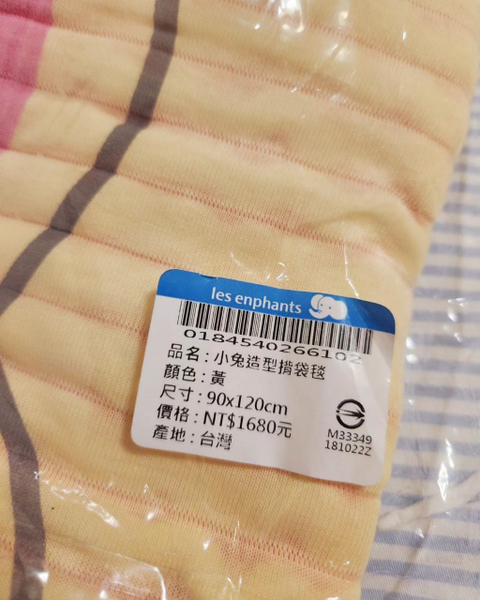 les enphants
0184540266102
品名：小兔造型揹袋毯
顏色：黃
尺寸：90x120cm
價格：NT$1680元
產地：台灣
M33349
181022Z